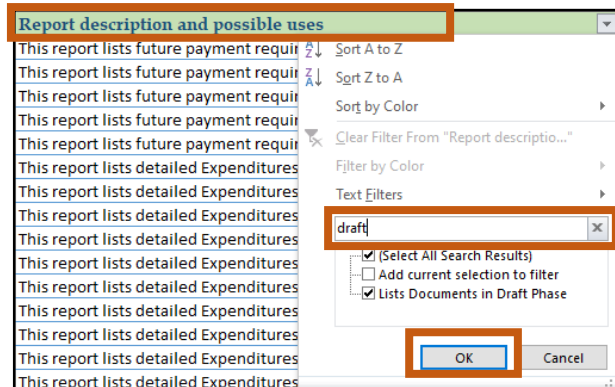 Report description and possible uses
This report lists future payment requir
This report lists future payment requir
This report lists future payment requir
This report lists future payment requir
This report lists future payment requir
This report lists detailed Expenditures
This report lists detailed Expenditures
This report lists detailed Expenditures
This report lists detailed Expenditures
This report lists detailed Expenditures
This report lists detailed Expenditures
This report lists detailed Expenditures
This report lists detailed Expenditures
This report lists detailed Expenditures
This report lists detailed Expenditures
Sort A to Z
Sort Z to A
Sort by Color
Clear Filter From "Report descriptio..."
Filter by Color
Text Filters
draft
(Select All Search Results)
Add current selection to filter
Lists Documents in Draft Phase
OK Cancel